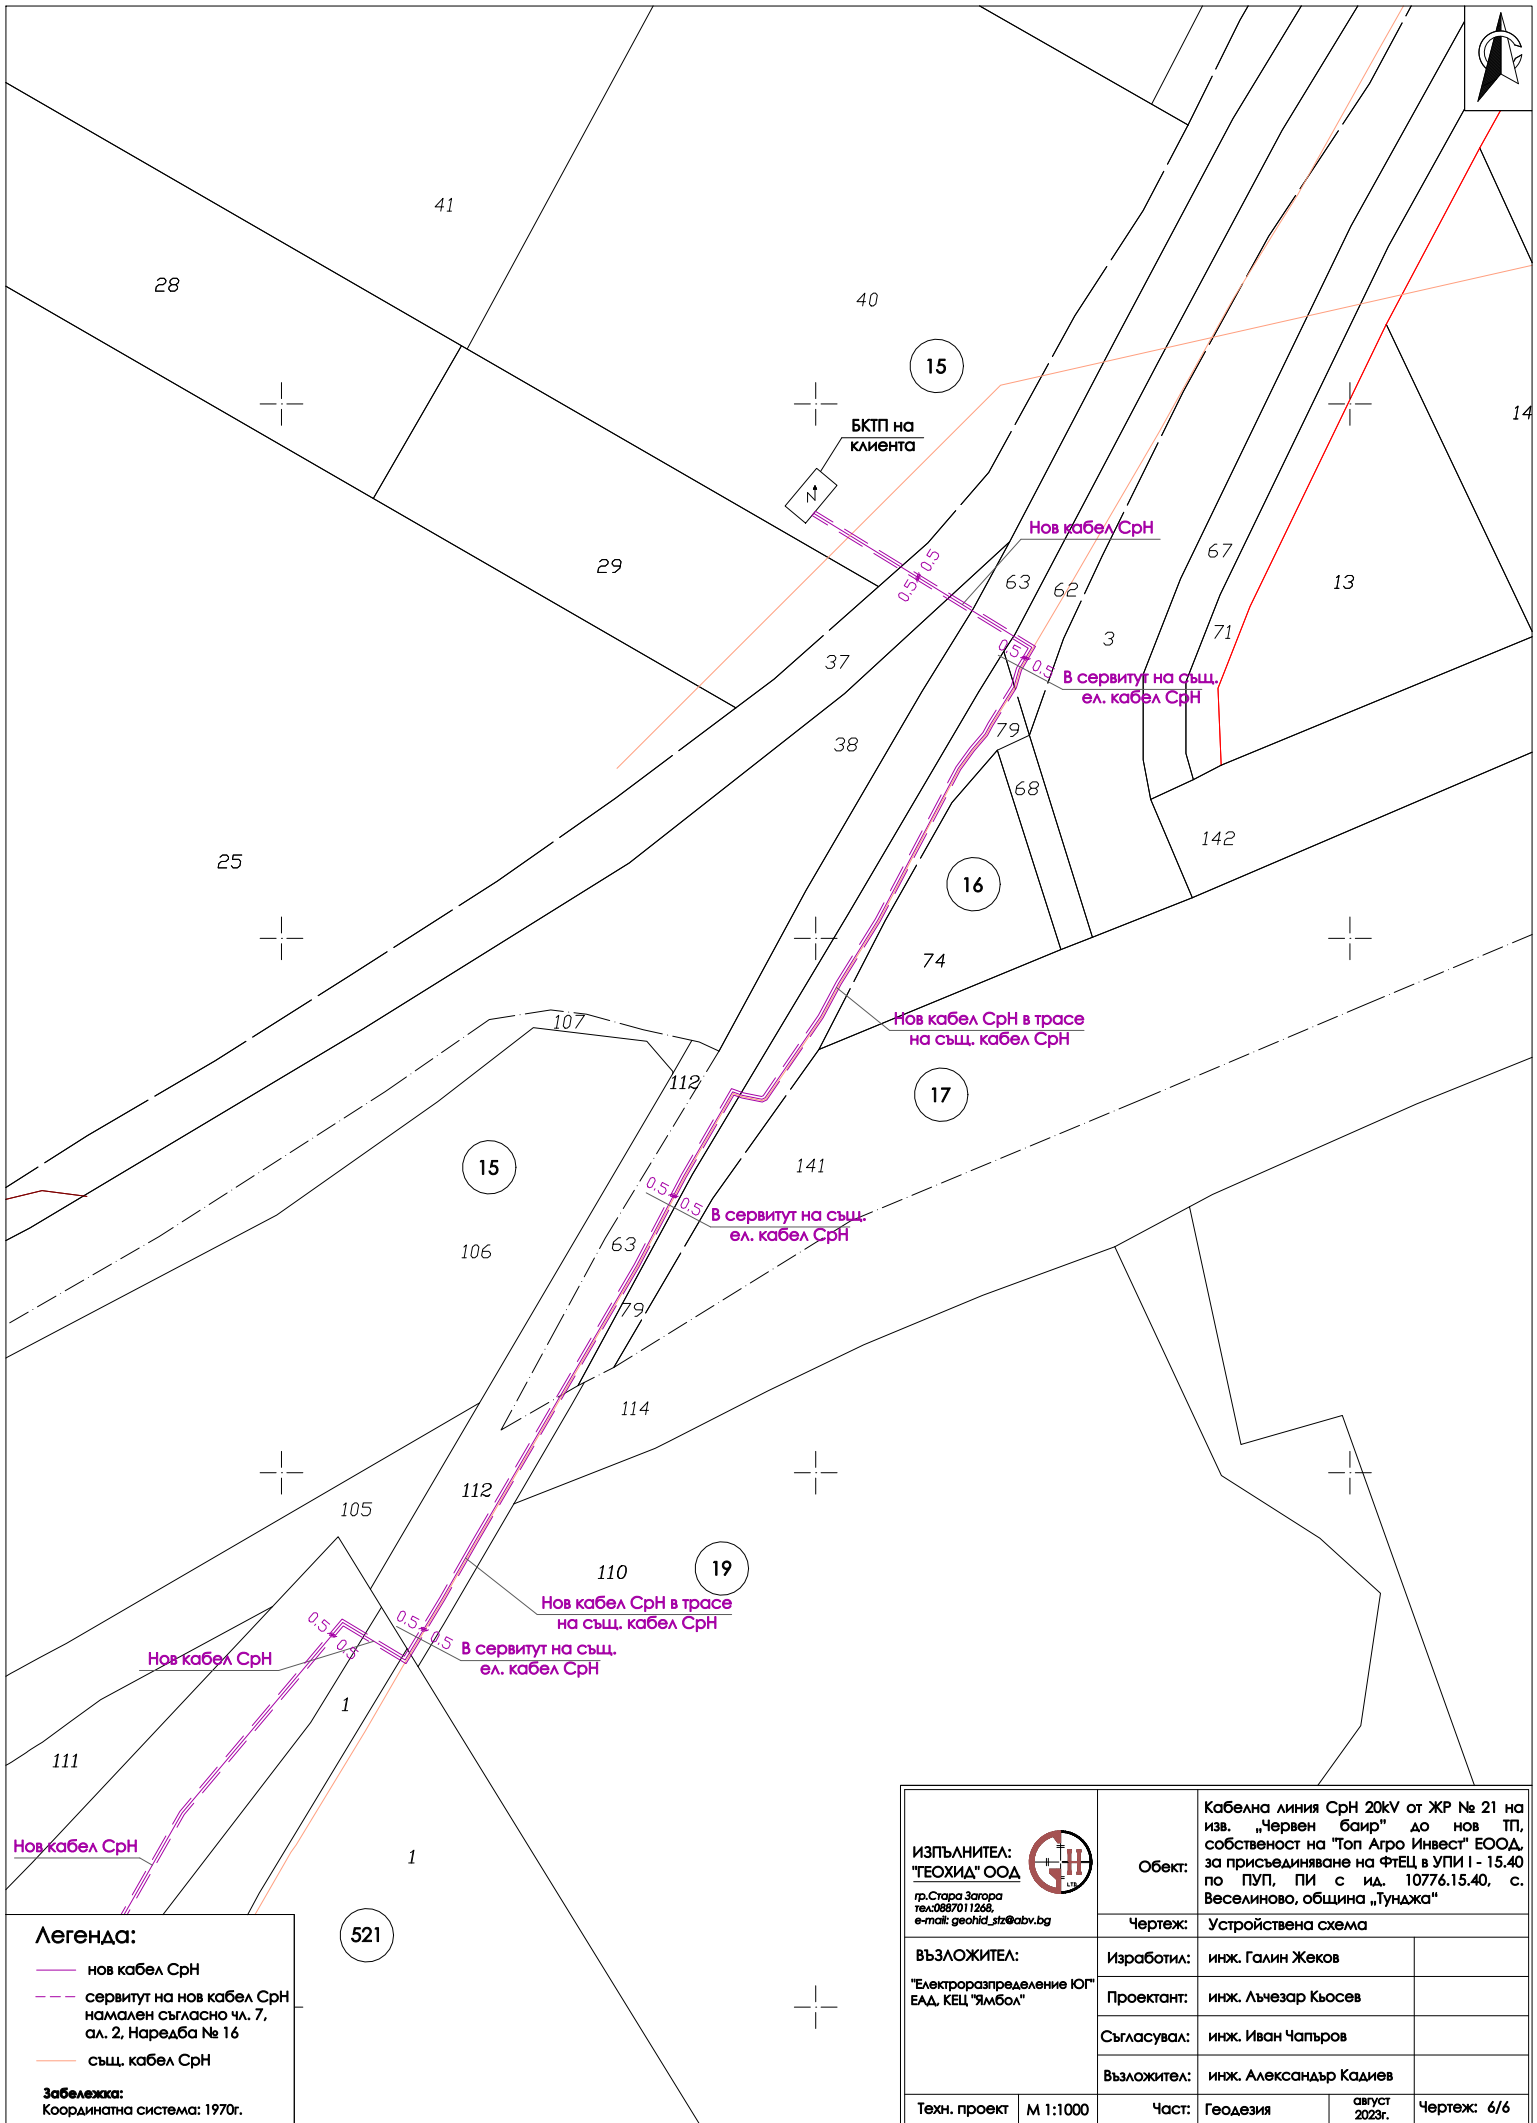 41
28
40
15
14
БКТП на
клиента
N
Нов кабел СрН
0.5
0.5
29
67
63
62
13
3
71
37
0.5
0.5
В сервитут на същ.
ел. кабел СрН
38
79
68
142
25
16
74
Нов кабел СрН в трасе
на същ. кабел СрН
107
112
17
15
141
0.5
0.5
В сервитут на същ.
ел. кабел СрН
106
63
79
114
112
105
110
19
Нов кабел СрН в трасе
на същ. кабел СрН
0.5
0.5
0.5
0.5
В сервитут на същ.
ел. кабел СрН
Нов кабел СрН
1
111
Нов кабел СрН
1
521
Легенда:
нов кабел СрН
сервитут на нов кабел СрН
намален съгласно чл. 7,
ал. 2, Наредба № 16
същ. кабел СрН
Забележка:
Координатна система: 1970г.
ИЗПЪЛНИТЕЛ:
"ГЕОХИД" ООД
гр.Стара Загора
тел:0887011268,
e-mail: geohid_stz@abv.bg
LTD.
Обект:
Кабелна линия СрН 20kV от ЖР № 21 на
изв. „Червен баир" до нов ТП,
собственост на "Топ Агро Инвест" ЕООД,
за присъединяване на ФтЕЦ в УПИ I - 15.40
по ПУП, ПИ с ид. 10776.15.40, с.
Веселиново, община „Тунджа"
Чертеж: Устройствена схема
ВЪЗЛОЖИТЕЛ:
"Електроразпределение ЮГ"
ЕАД, КЕЦ "Ямбол"
Изработил: инж. Галин Жеков
Проектант: инж. Лъчезар Кьосев
Съгласувал: инж. Иван Чапъров
Възложител: инж. Александър Кадиев
Техн. проект М 1:1000 Част: Геодезия август 2023г. Чертеж: 6/6